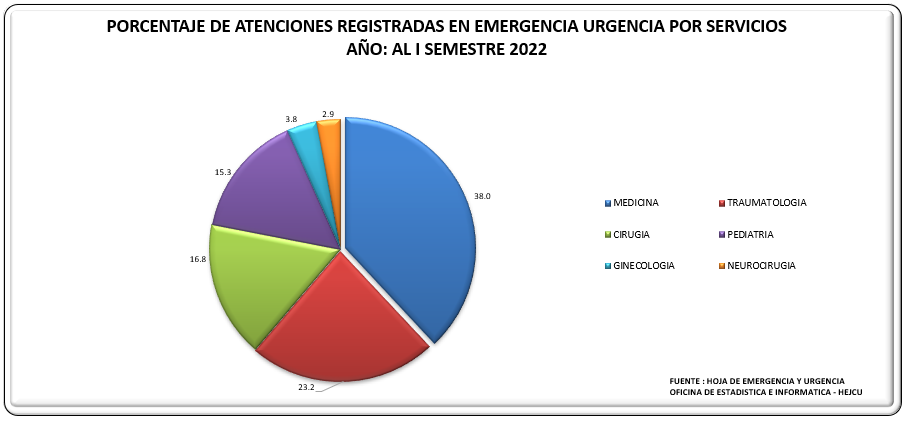 PORCENTAJE DE ATENCIONES REGISTRADAS EN EMERGENCIA URGENCIA POR SERVICIOS
AÑO: AL I SEMESTRE 2022
2.9
3.8
15.3
38.0
16.8
23.2
MEDICINA
TRAUMATOLOGIA
CIRUGIA
PEDIATRIA
GINECOLOGIA
NEUROCIRUGIA
FUENTE : HOJA DE EMERGENCIA Y URGENCIA
OFICINA DE ESTADISTICA E INFORMATICA - HEJCU